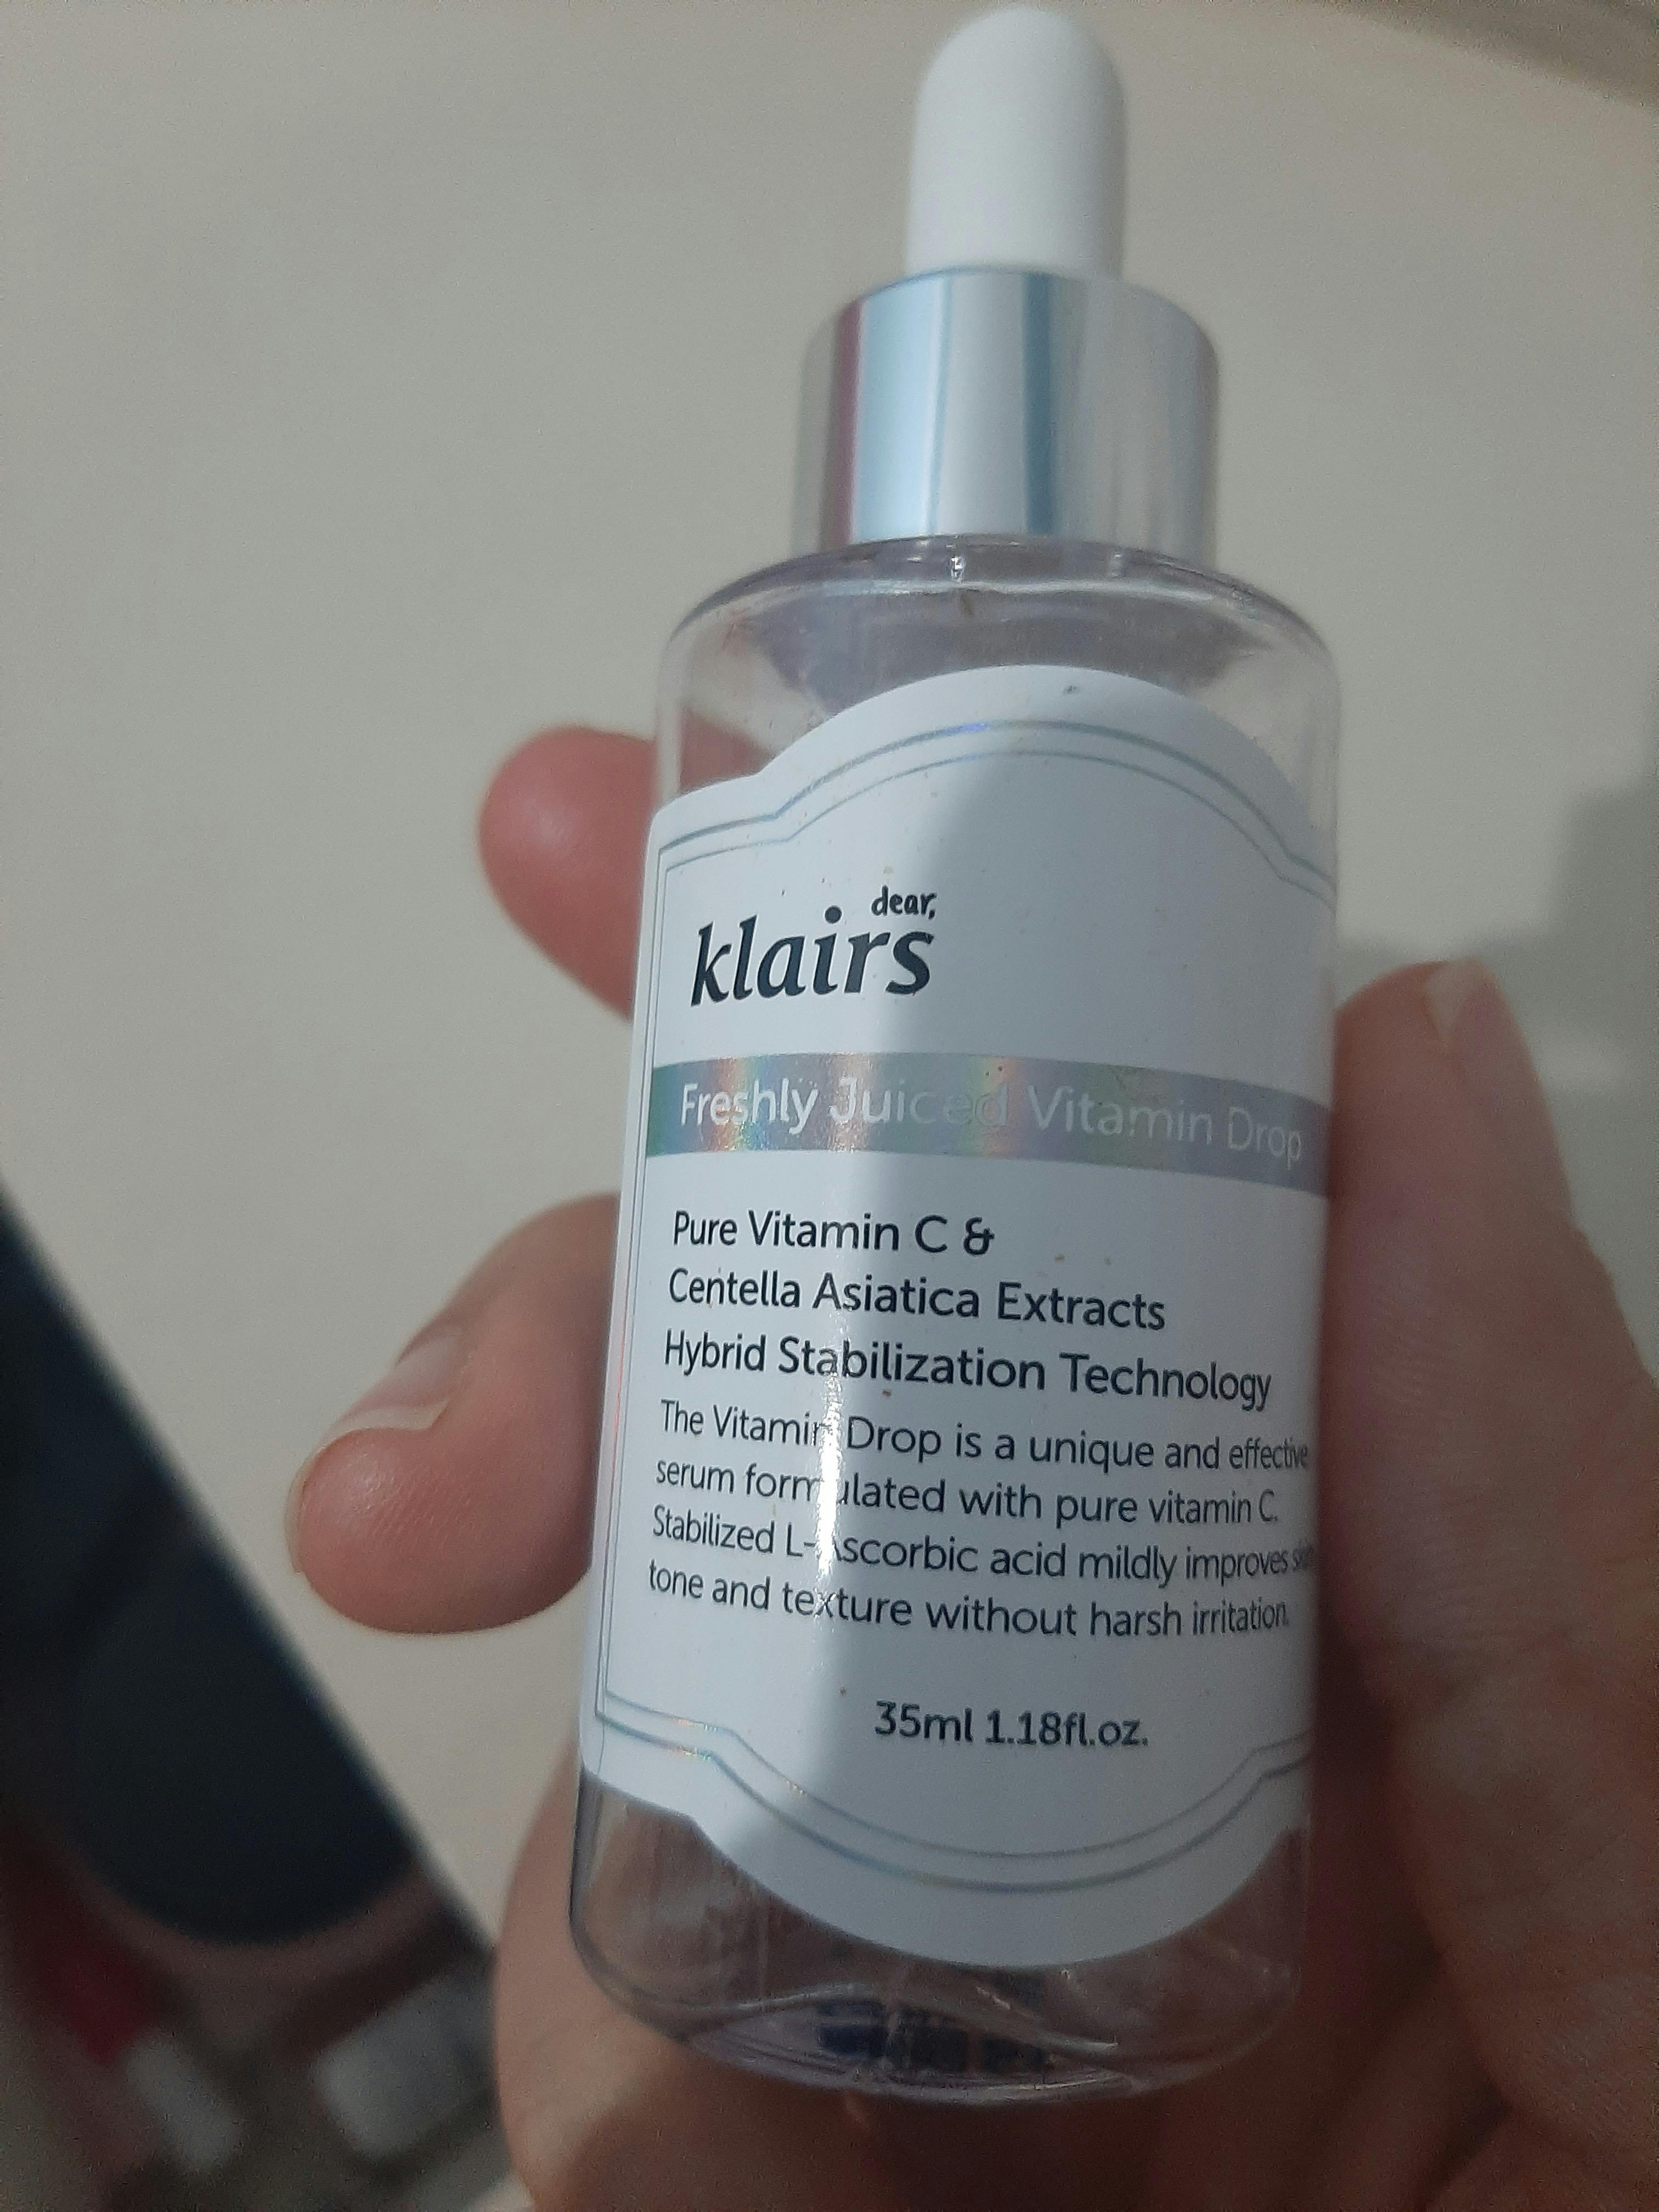 dear,
klairs
Freshly Juiced Vitamin Drop
Pure Vitamin C &
Centella Asiatica Extracts
Hybrid Stabilization Technology
The Vitamin Drop is a unique and effective
serum formulated with pure vitamin C.
Stabilized L-Ascorbic acid mildly improves skin
tone and texture without harsh irritation.
35ml 1.18fl.oz.